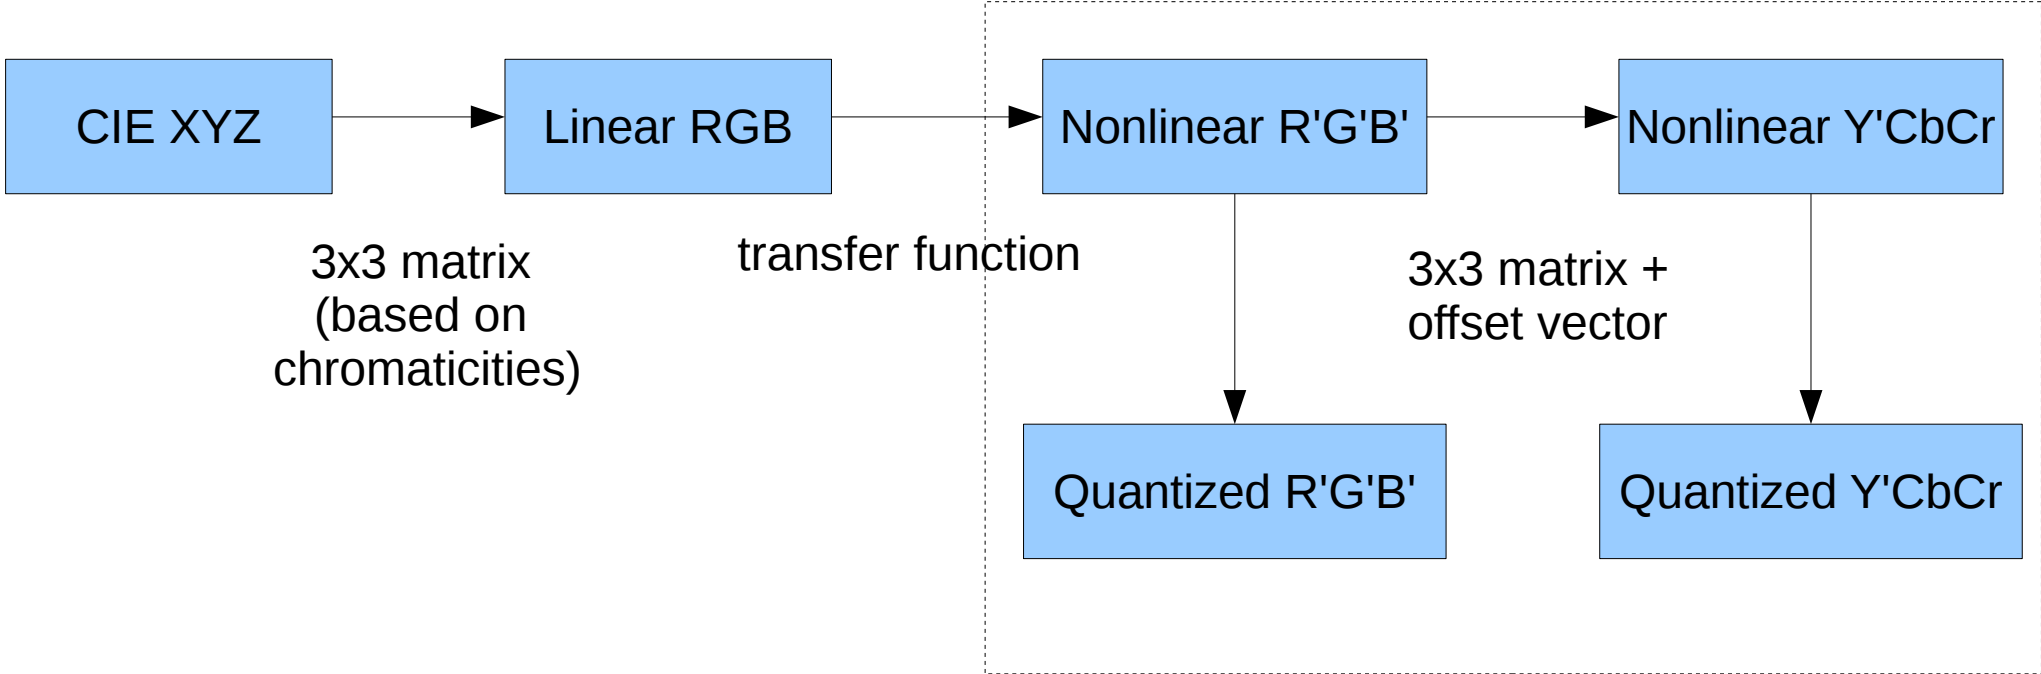 CIE XYZ
Linear RGB
Nonlinear R'G'B'
Nonlinear Y'CbCr
3x3 matrix
(based on
chromaticities)
transfer function
3x3 matrix +
offset vector
Quantized R'G'B'
Quantized Y'CbCr